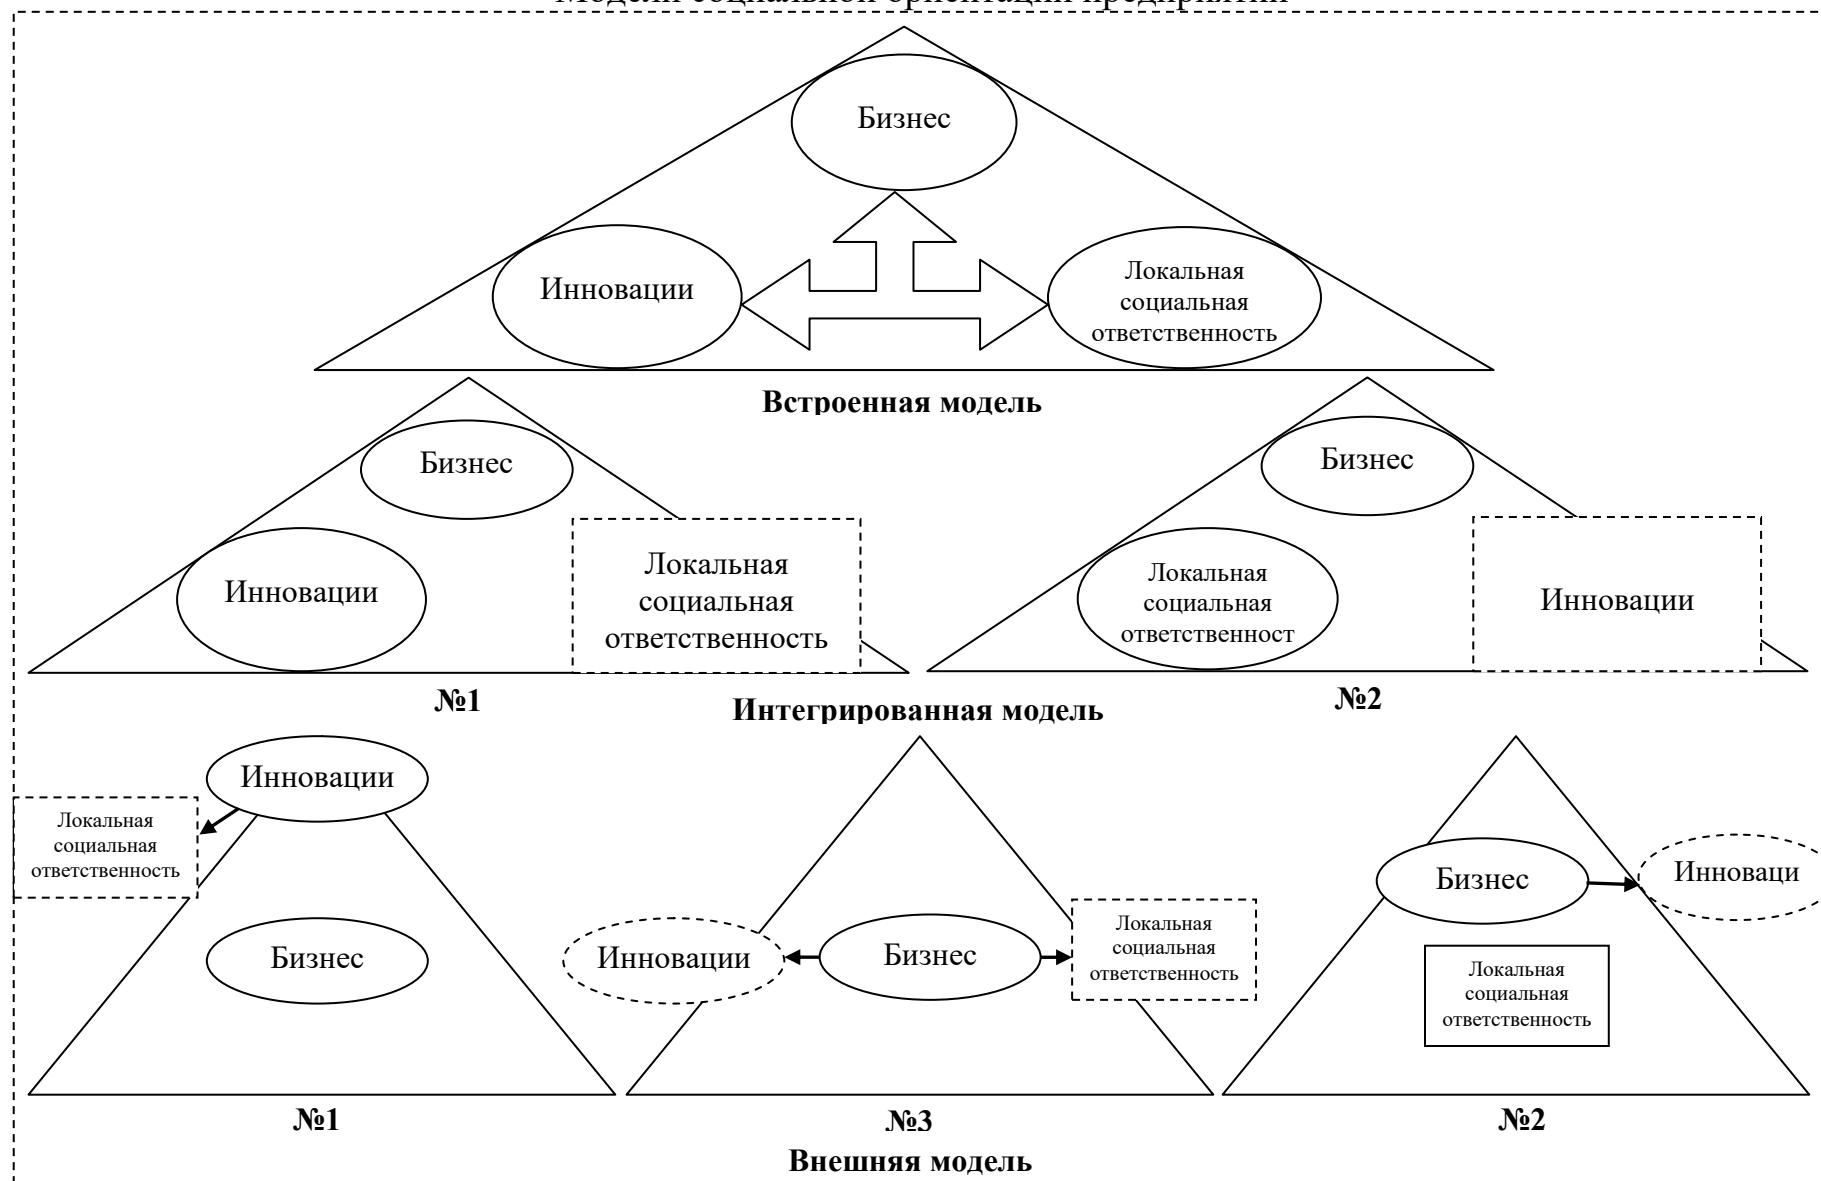 Модели социальной ориентации предприятий
Бизнес
Инновации
Локальная
социальная
ответственность
Встроенная модель
Бизнес
Инновации
Локальная
социальная
ответственность
№1
Бизнес
Локальная
социальная
ответственност
Инновации
№2
Интегрированная модель
Инновации
Локальная
социальная
ответственность
Бизнес
№1
Инновации
Бизнес
Локальная
социальная
ответственность
№3
Бизнес
Инноваци
Локальная
социальная
ответственность
№2
Внешняя модель